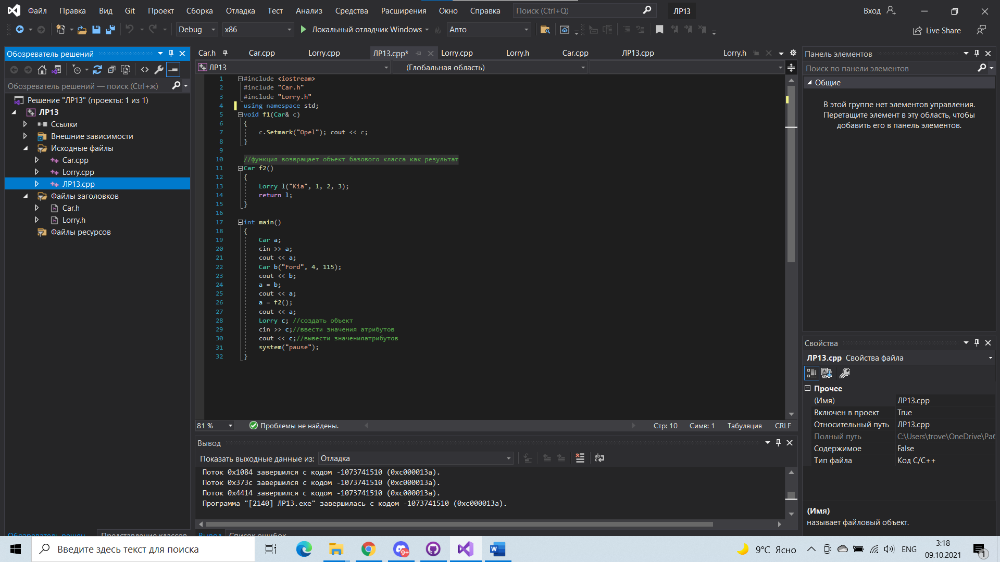 Файл Правка Вид Git Проект Сборка Отладка Тест Анализ Средства Расширения Окно Справка Поиск (Ctrl+Q) ЛР13 Вход
Debug x86 Локальный отладчик Windows Авто Live Share
Обозреватель решений
Обозреватель решений — поиск (Ctrl+ж)
Решение "ЛР13" (проекты: 1 из 1)
ЛР13
Ссылки
Внешние зависимости
Исходные файлы
Car.cpp
Lorry.cpp
ЛР13.cpp
Файлы заголовков
Car.h
Lorry.h
Файлы ресурсов
Представление классов
Car.h Car.cpp Lorry.cpp ЛР13.cpp* Lorry.cpp Lorry.h Car.cpp ЛР13.cpp Lorry.h
ЛР13 (Глобальная область)
1 #include <iostream>
2 #include "Car.h"
3 #include "Lorry.h"
4 using namespace std;
5 void f1(Car& c)
6 {
7 c.Setmark("Opel"); cout << c;
8 }
9
10 //функция возвращает объект базового класса как результат
11 Car f2()
12 {
13 Lorry l("Kia", 1, 2, 3);
14 return l;
15 }
16
17 int main()
18 {
19 Car a;
20 cin >> a;
21 cout << a;
22 Car b("Ford", 4, 115);
23 cout << b;
24 a = b;
25 cout << a;
26 a = f2();
27 cout << a;
28 Lorry c; //создать объект
29 cin >> c;//ввести значения атрибутов
30 cout << c;//вывести значенияатрибутов
31 system("pause");
32 }
81 % Проблемы не найдены. Стр: 10 Симв: 1 Табуляция CRLF
Вывод
Показать выходные данные из: Отладка
Поток 0x1084 завершился с кодом -1073741510 (0xc000013a).
Поток 0x373c завершился с кодом -1073741510 (0xc000013a).
Поток 0x4414 завершился с кодом -1073741510 (0xc000013a).
Программа "[2140] ЛР13.exe" завершилась с кодом -1073741510 (0xc000013a).
Вывод Список ошибок
Панель элементов
Поиск по панели элементов
Общие
В этой группе нет элементов управления.
Перетащите элемент в эту область, чтобы
добавить его в панель элементов.
Свойства
ЛР13.cpp Свойства файла
Прочее
(Имя) ЛР13.cpp
Включен в проект True
Относительный путь ЛР13.cpp
Полный путь C:\Users\trove\OneDrive\Раб
Содержимое False
Тип файла Код C/C++
(Имя)
называет файловый объект.
Введите здесь текст для поиска 9+ 9°C Ясно ENG 3:18
09.10.2021 1